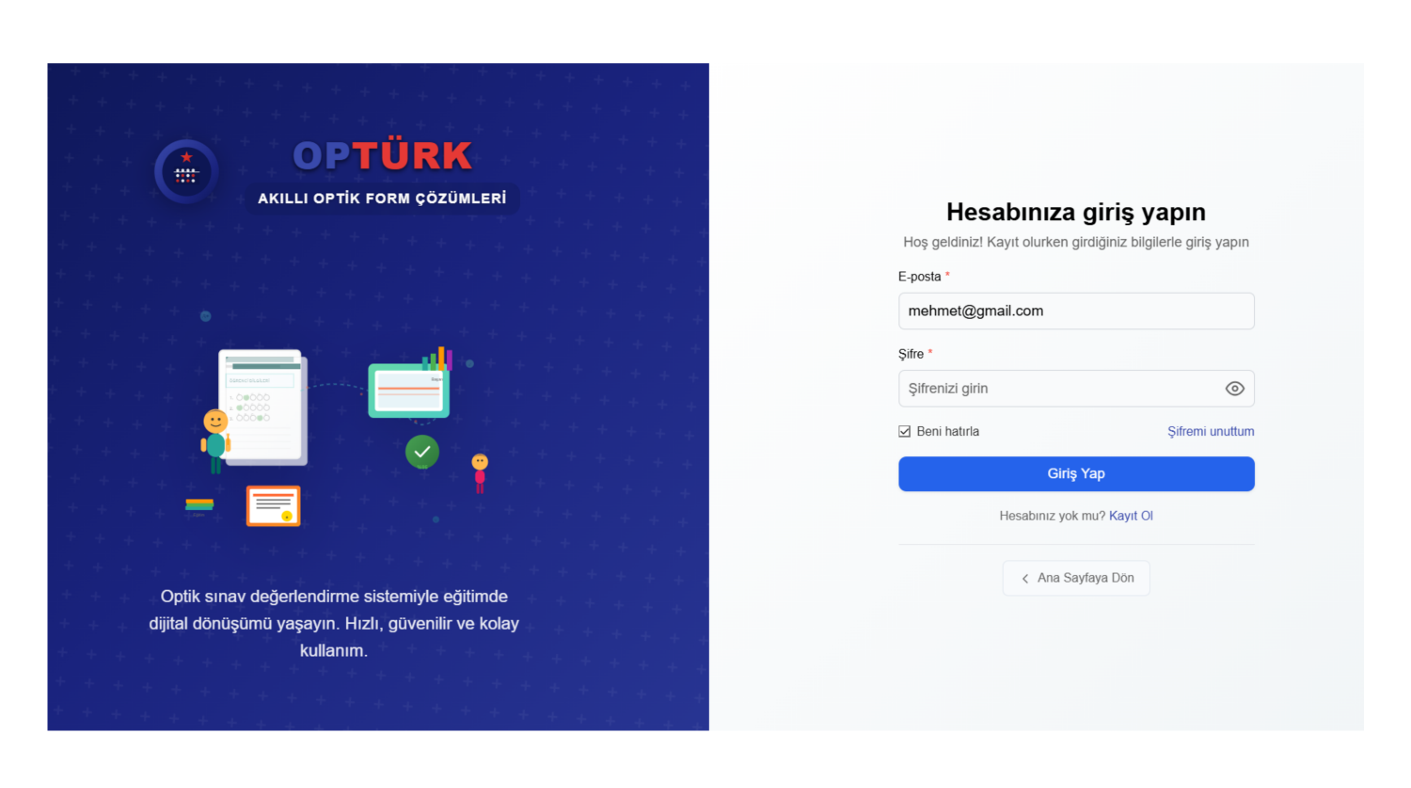 OPTÜRK
AKILLI OPTİK FORM ÇÖZÜMLERİ
1.
2.
Optik sınav değerlendirme sistemiyle eğitimde
dijital dönüşümü yaşayın. Hızlı, güvenilir ve kolay
kullanım.
Hesabınıza giriş yapın
Hoş geldiniz! Kayıt olurken girdiğiniz bilgilerle giriş yapın
E-posta *
mehmet@gmail.com
Şifre *
Şifrenizi girin
Beni hatırla
Şifremi unuttum
Giriş Yap
Hesabınız yok mu? Kayıt Ol
Ana Sayfaya Dön